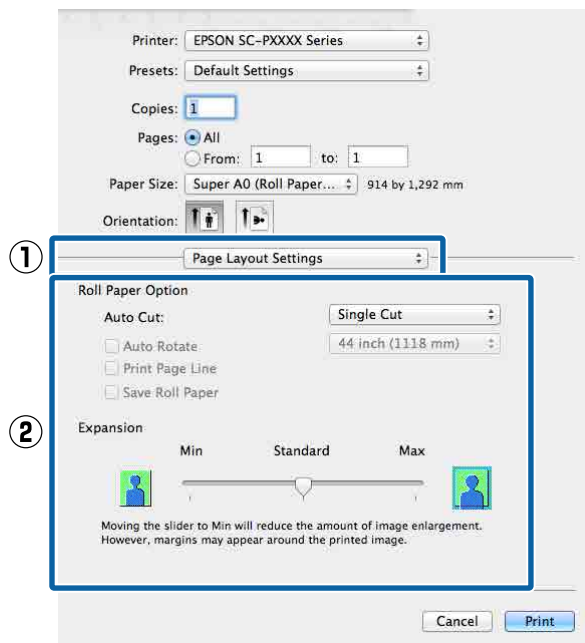 Printer: EPSON SC-PXXXX Series
Presets: Default Settings
Copies: 1
Pages: All
From: 1 to: 1
Paper Size: Super A0 (Roll Paper... 914 by 1,292 mm
Orientation:
① Page Layout Settings
②
Roll Paper Option
Auto Cut: Single Cut
Auto Rotate 44 inch (1118 mm)
Print Page Line
Save Roll Paper
Expansion
Min Standard Max
Moving the slider to Min will reduce the amount of image enlargement.
However, margins may appear around the printed image.
Cancel Print